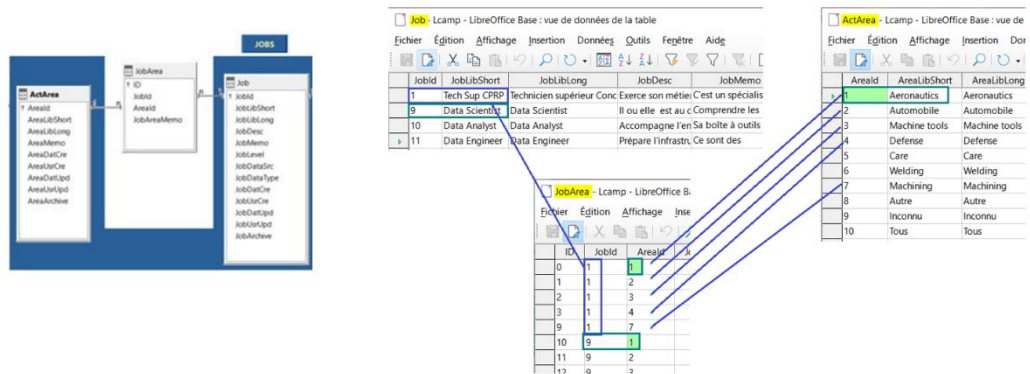 JOBS
ActArea
AreaId
AreaLibShort
AreaLibLong
AreaMemo
AreaDatCre
AreaUsrCre
AreaDatUpd
AreaUsrUpd
AreaArchive
JobArea
ID
JobId
AreaId
JobAreaMemo
Job
JobId
JobLibShort
JobLibLong
JobDesc
JobMemo
JobLevel
JobDataSrc
JobDataType
JobDatCre
JobUsrCre
JobDatUpd
JobUsrUpd
JobArchive
Job - Lcamp - LibreOffice Base : vue de données de la table
Fichier Édition Affichage Insertion Données Outils Fenêtre Aide
JobId JobLibShort JobLibLong JobDesc JobMemo
1 Tech Sup CPRP Technicien supérieur Conc Exerce son métier C'est un spécialis
9 Data Scientist Data Scientist Il ou elle est au c Comprendre les
10 Data Analyst Data Analyst Accompagne l'en Sa boîte à outils
11 Data Engineer Data Engineer Prépare l'infrastru Ce sont des
JobArea - Lcamp - LibreOffice Ba
Fichier Édition Affichage Inse
ID JobId AreaId
0 1 1
1 1 2
2 1 3
3 1 4
9 1 7
10 9 1
11 9 2
12 9 3
ActArea - Lcamp - LibreOffice Base : vue de
Fichier Édition Affichage Insertion Don
AreaId AreaLibShort AreaLibLong
1 Aeronautics Aeronautics
2 Automobile Automobile
3 Machine tools Machine tools
4 Defense Defense
5 Care Care
6 Welding Welding
7 Machining Machining
8 Autre Autre
9 Inconnu Inconnu
10 Tous Tous